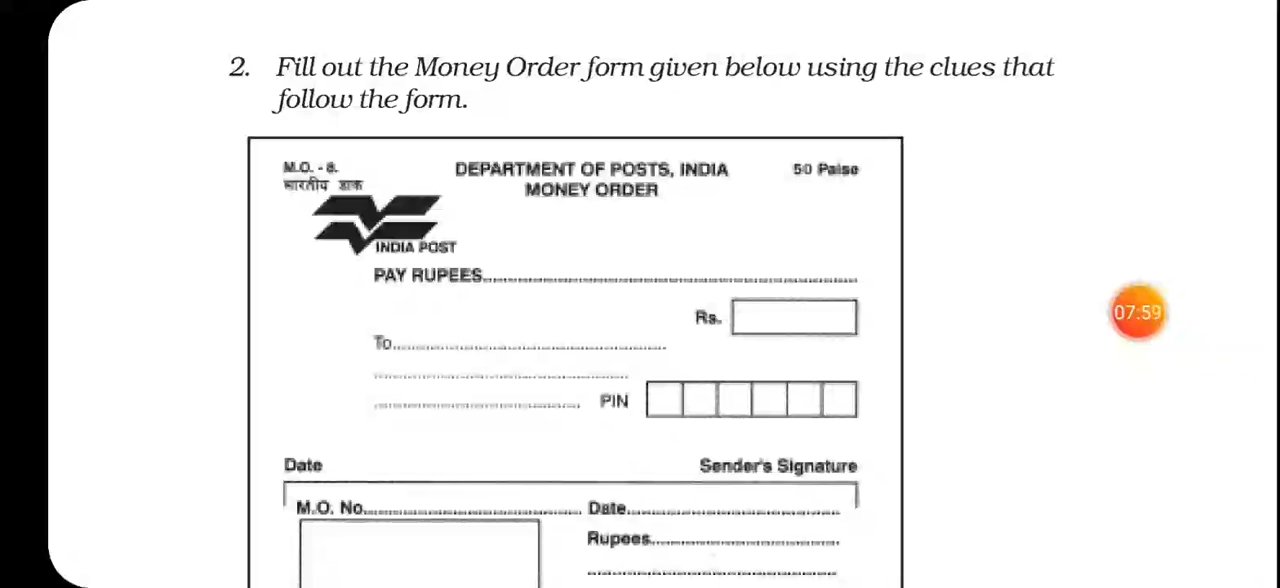 2. Fill out the Money Order form given below using the clues that
follow the form.
M.O. - 8.
DEPARTMENT OF POSTS, INDIA
50 Paise
भारतीय डाक
MONEY ORDER
INDIA POST
PAY RUPEES
Rs.
To
PIN
Date
Sender's Signature
M.O. No.
Date
Rupees
07:59